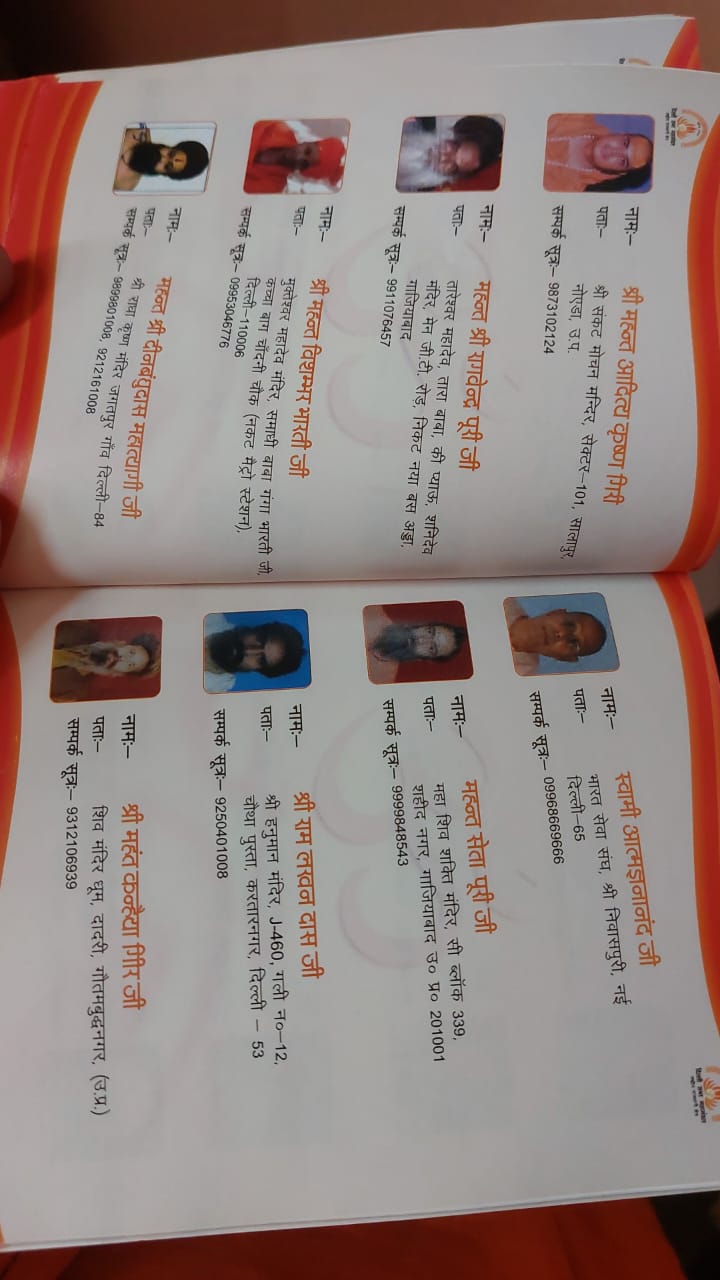 दिल्ली सन्त महामंडल
राष्ट्रीय राजधानी क्षेत्र
नामः– श्री महन्त आदित्य कृष्ण गिरी
पताः– श्री संकट मोचन मन्दिर, सेक्टर–101, सालापुर,
नोएडा, उ.प.
सम्पर्क सूत्रः– 9873102124
नामः– महन्त श्री रागवेन्द्र पूरी जी
पताः– तारेश्वर महादेव, तारा बाबा, की प्याऊ, शनिदेव
मंदिर, मेन जी.टी. रोड़, निकट नया बस अड्डा,
गाजियाबाद
सम्पर्क सूत्रः– 9911076457
नामः– श्री महन्त विशम्भर भारती जी
पताः– मुक्तेश्वर महादेव मंदिर, समाधी बाबा गंगा भारती जी,
कच्चा बाग चाँदनी चौक (नकट मैट्रो स्टेशन),
दिल्ली–110006
सम्पर्क सूत्रः– 09953046776
नामः– महन्त श्री दीनबंधुदास महात्यागी जी
पताः– श्री राधा कृष्ण मंदिर जगतपुर गाँव दिल्ली–84
सम्पर्क सूत्रः– 9899801008, 9212161008
दिल्ली सन्त महामंडल
राष्ट्रीय राजधानी क्षेत्र
नामः– स्वामी आत्मज्ञनानंद जी
पताः– भारत सेवा संघ, श्री निवासपुरी, नई
दिल्ली–65
सम्पर्क सूत्रः– 09968669666
नामः– महन्त सेता पूरी जी
पताः– महा शिव शक्ति मंदिर, सी ब्लॉक 339,
शहीद नगर, गाजियाबाद उ० प्र० 201001
सम्पर्क सूत्रः– 9999848543
नामः– श्री राम लखन दास जी
पताः– श्री हनुमान मंदिर, J-460, गली न०–12,
चौथा पुस्ता, करतारनगर, दिल्ली – 53
सम्पर्क सूत्रः– 9250401008
नामः– श्री महंत कन्हैया गिीर जी
पताः– शिव मंदिर धूम, दादरी, गौतमबुद्धनगर, (उ.प्र.)
सम्पर्क सूत्रः– 9312106939